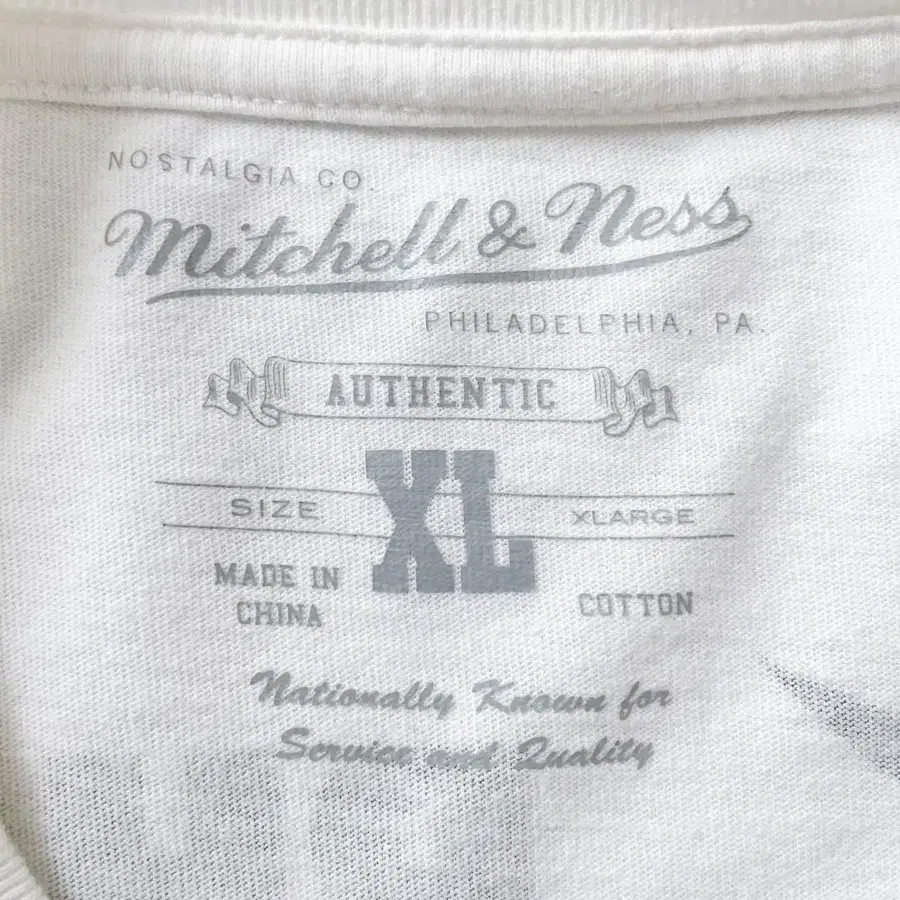 NOSTALGIA CO.
Mitchell & Ness
PHILADELPHIA, PA.
AUTHENTIC
SIZE XL XLARGE
MADE IN
CHINA
COTTON
Nationally Known for
Service and Quality